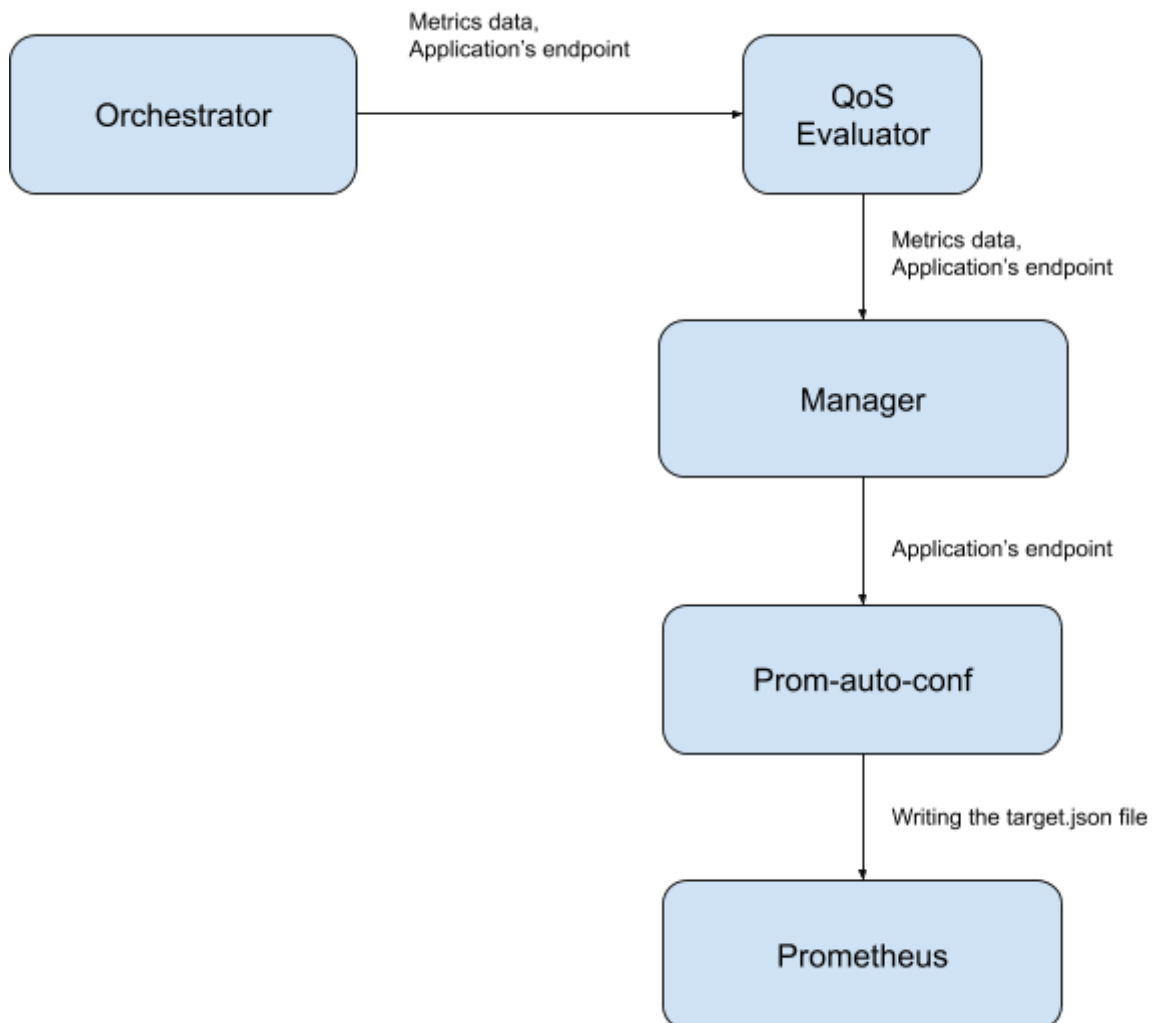 Metrics data,
Application’s endpoint
Orchestrator
QoS
Evaluator
Metrics data,
Application’s endpoint
Manager
Application’s endpoint
Prom-auto-conf
Writing the target.json file
Prometheus